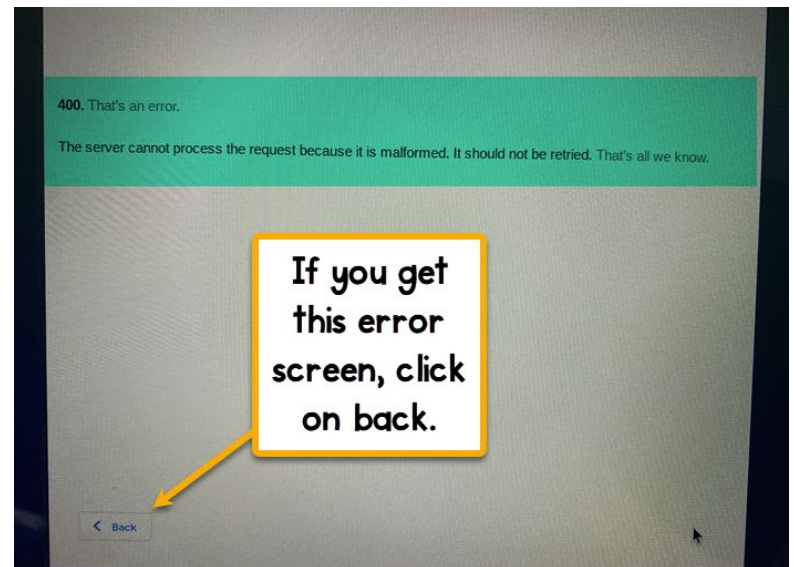 400. That's an error.
The server cannot process the request because it is malformed. It should not be retried. That's all we know.
If you get
this error
screen, click
on back.
Back